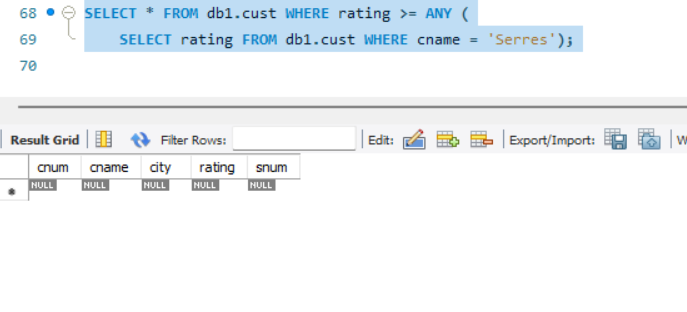 68 SELECT * FROM db1.cust WHERE rating >= ANY (
69 SELECT rating FROM db1.cust WHERE cname = 'Serres');
70
Result Grid Filter Rows: Edit: Export/Import: W
cnum cname city rating snum
NULL NULL NULL NULL NULL